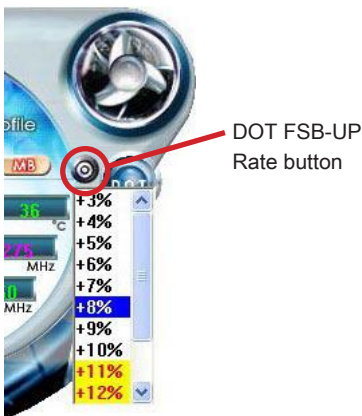 ofile
DOT FSB-UP
Rate button
MB
DOT
36
°C
275
MHz
0
MHz
+3%
+4%
+5%
+6%
+7%
+8%
+9%
+10%
+11%
+12%